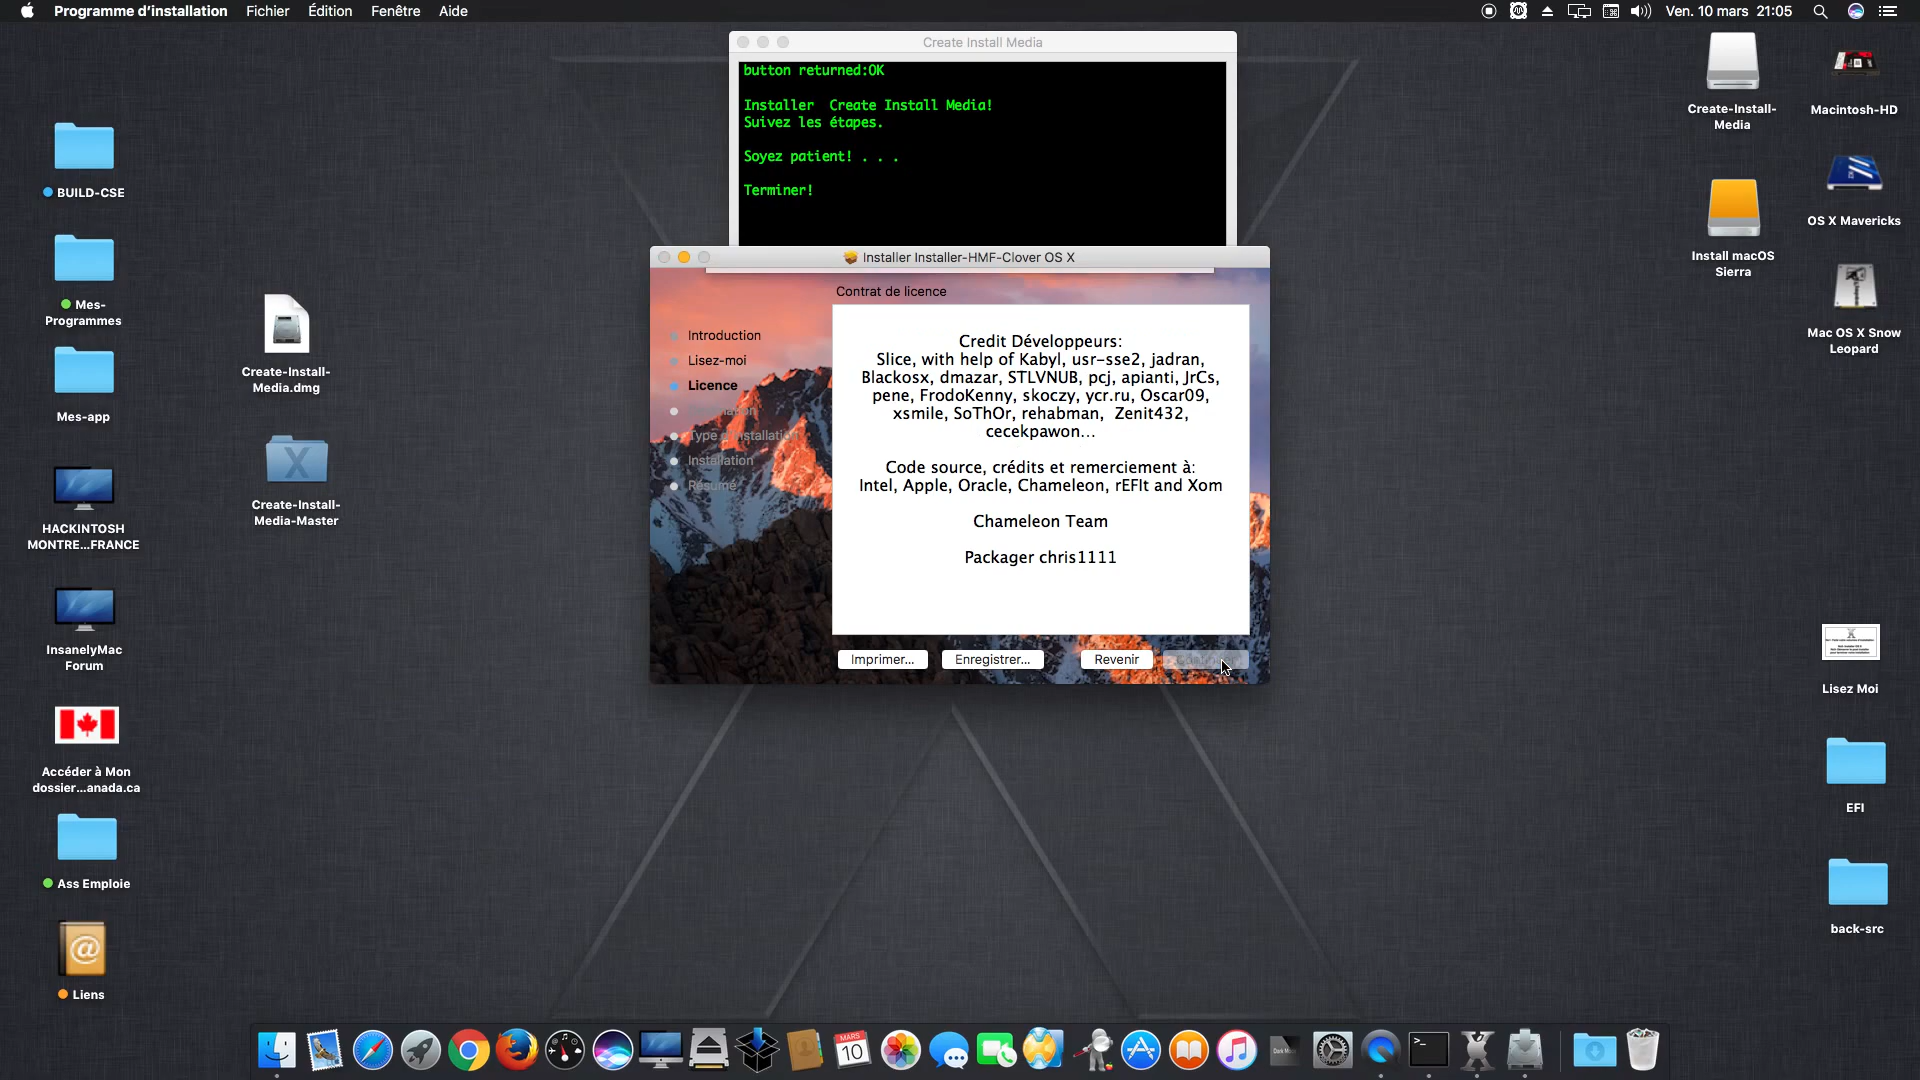 Programme d'installation Fichier Édition Fenêtre Aide
Ven. 10 mars 21:05
Create Install Media
button returned:OK
Installer Create Install Media!
Suivez les étapes.
Soyez patient! . . .
Terminer!
Installer Installer-HMF-Clover OS X
Contrat de licence
Introduction
Lisez-moi
Licence
Type d'installation
Installation
Résumé
Credit Développeurs:
Slice, with help of Kabyl, usr-sse2, jadran,
Blackosx, dmazar, STLVNUB, pcj, apianti, JrCs,
pene, FrodoKenny, skoczy, ycr.ru, Oscar09,
xsmile, SoThOr, rehabman, Zenit432,
cecekpawon...
Code source, crédits et remerciement à:
Intel, Apple, Oracle, Chameleon, rEFIt and Xom
Chameleon Team
Packager chris1111
Imprimer... Enregistrer... Revenir
BUILD-CSE
Mes-
Programmes
Mes-app
HACKINTOSH
MONTRE...FRANCE
InsanelyMac
Forum
Accéder à Mon
dossier...anada.ca
Ass Emploie
Liens
Create-Install-
Media.dmg
Create-Install-
Media-Master
Create-Install-
Media
Macintosh-HD
OS X Mavericks
Install macOS
Sierra
Mac OS X Snow
Leopard
Lisez Moi
EFI
back-src
MARS
10